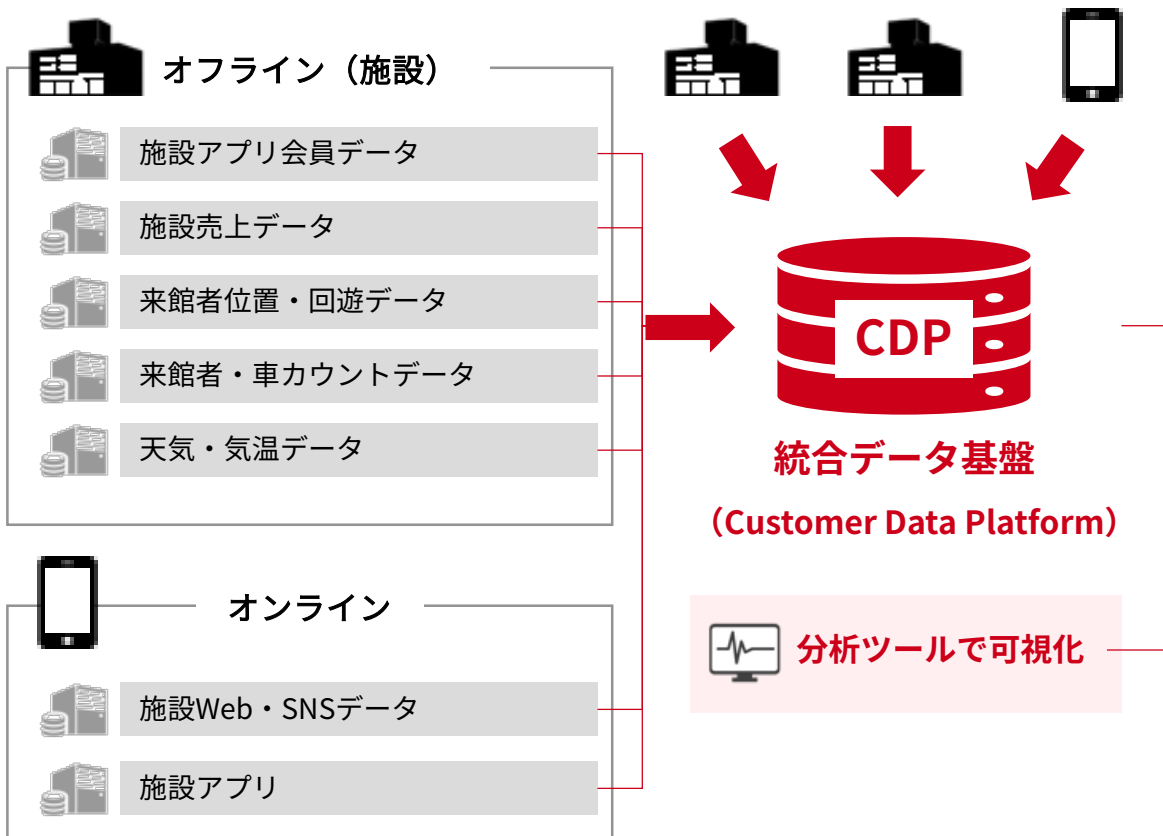 オフライン（施設）
施設アプリ会員データ
施設売上データ
来館者位置・回遊データ
来館者・車カウントデータ
天気・気温データ
オンライン
施設Web・SNSデータ
施設アプリ
CDP
統合データ基盤
（Customer Data Platform）
分析ツールで可視化